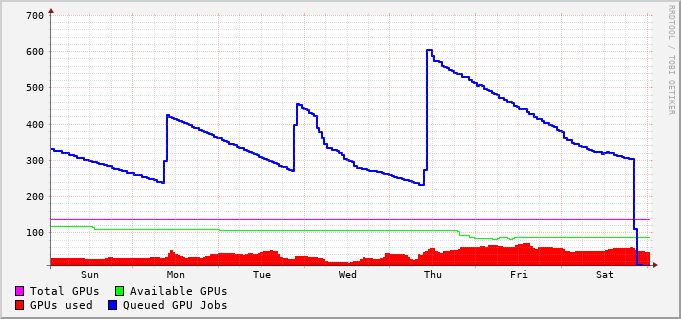 700
600
500
400
300
200
100
Sun Mon Tue Wed Thu Fri Sat
Total GPUs Available GPUs
GPUs used Queued GPU Jobs
RRDTOOL / TOBI OETIKER